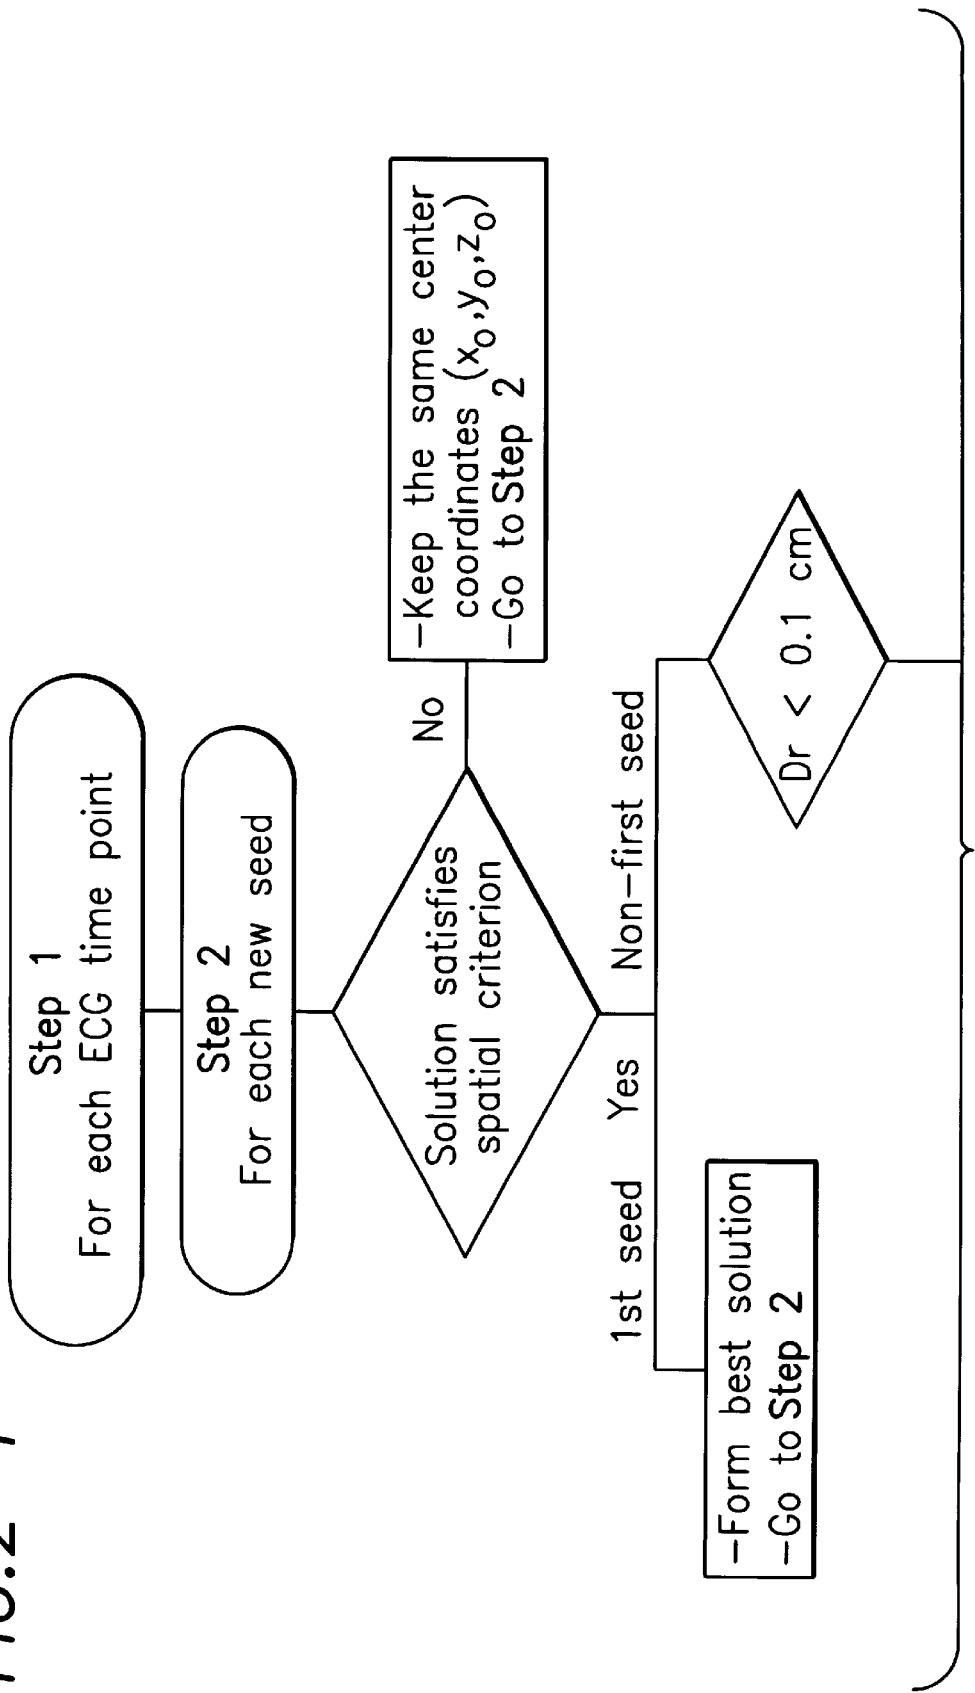 Step 1
For each ECG time point
Step 2
For each new seed
Solution satisfies
spatial criterion
No
-Keep the same center
coordinates (x₀,y₀,z₀)
-Go to Step 2
1st seed
Yes
Non-first seed
-Form best solution
-Go to Step 2
Dr < 0.1 cm